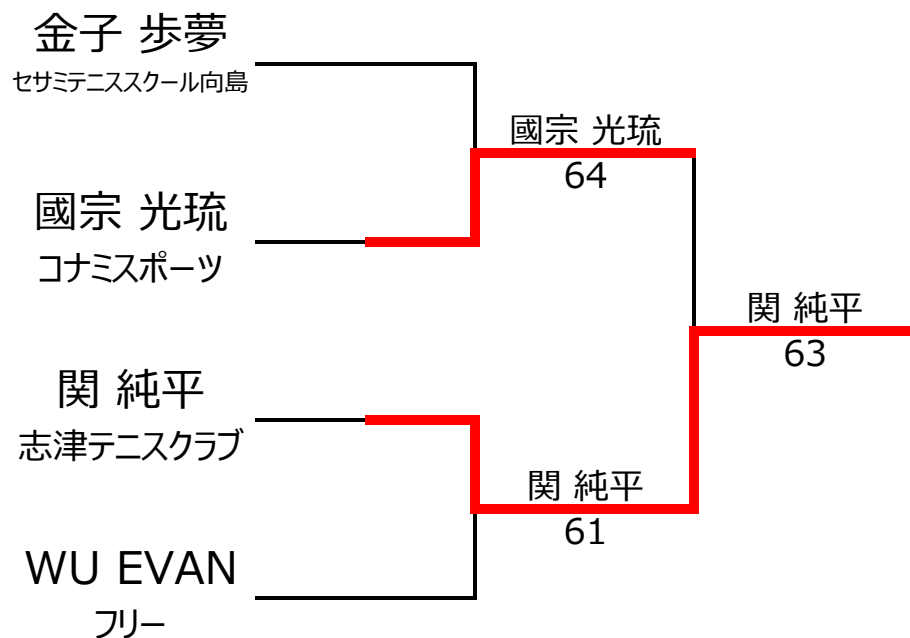 金子 歩夢
セサミテニススクール向島
國宗 光琉
64
國宗 光琉
コナミスポーツ
関 純平
63
関 純平
志津テニスクラブ
関 純平
61
WU EVAN
フリー